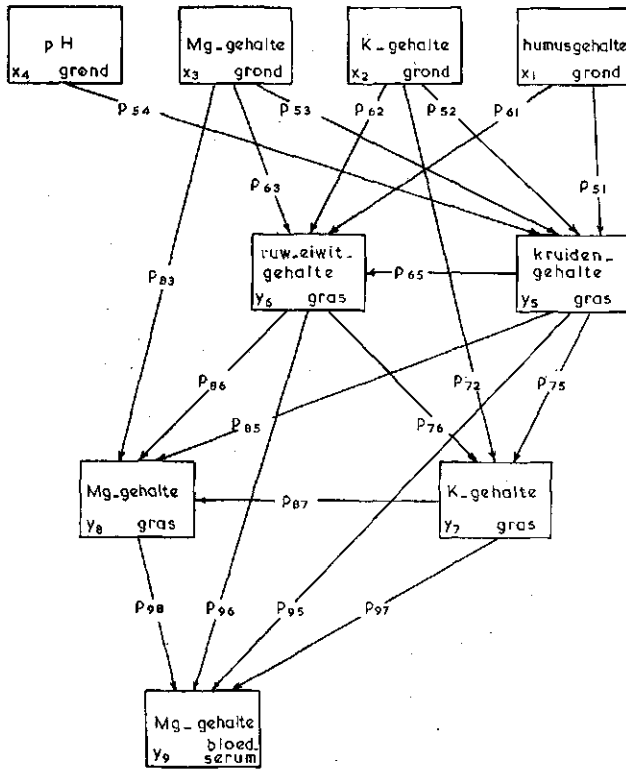 pH
x4 grond
Mg_gehalte
x3 grond
K_gehalte
x2 grond
humusgehalte
x1 grond
p54
p53
p62
p52
p61
p63
p51
ruw_eiwit_
gehalte
y6 gras
p65
kruiden_
gehalte
y5 gras
p83
p86
p85
p72
p75
p76
Mg_gehalte
y8 gras
p87
K_gehalte
y7 gras
p98
p96
p95
p97
Mg_gehalte
y9 bloed_
serum